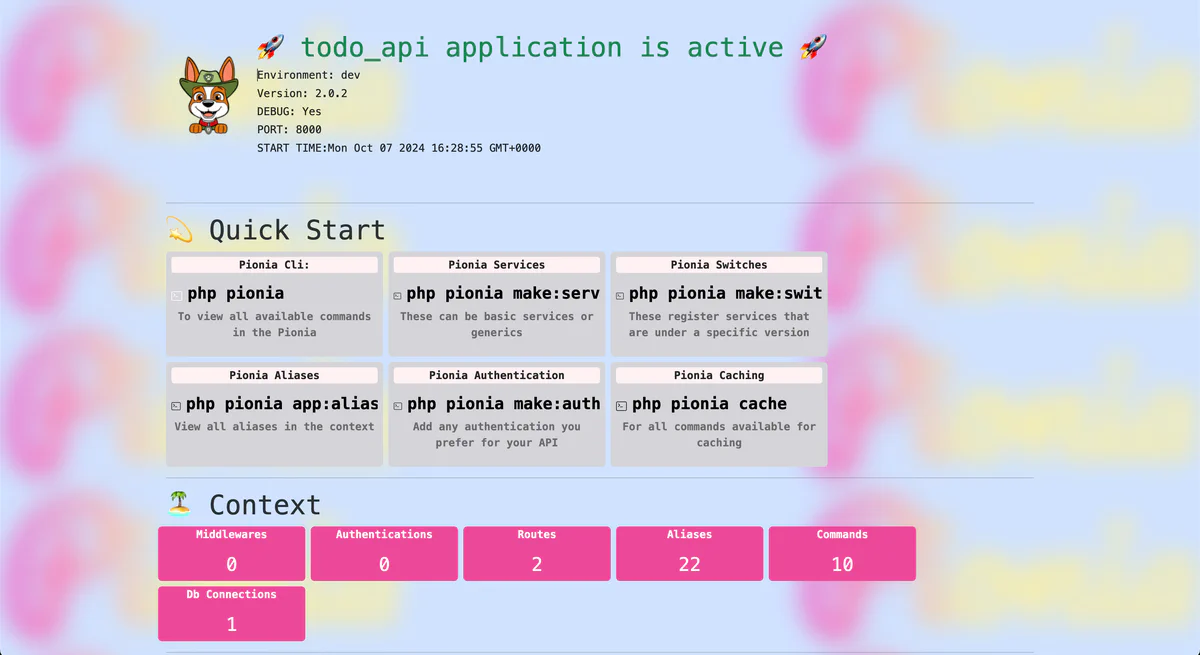 🚀 todo_api application is active 🚀
Environment: dev
Version: 2.0.2
DEBUG: Yes
PORT: 8000
START TIME:Mon Oct 07 2024 16:28:55 GMT+0000
💫 Quick Start
Pionia Cli:
php pionia
To view all available commands
in the Pionia
Pionia Services
php pionia make:serv
These can be basic services or
generics
Pionia Switches
php pionia make:swit
These register services that
are under a specific version
Pionia Aliases
php pionia app:alias
View all aliases in the context
Pionia Authentication
php pionia make:auth
Add any authentication you
prefer for your API
Pionia Caching
php pionia cache
For all commands available for
caching
🏝️ Context
Middlewares
0
Authentications
0
Routes
2
Aliases
22
Commands
10
Db Connections
1